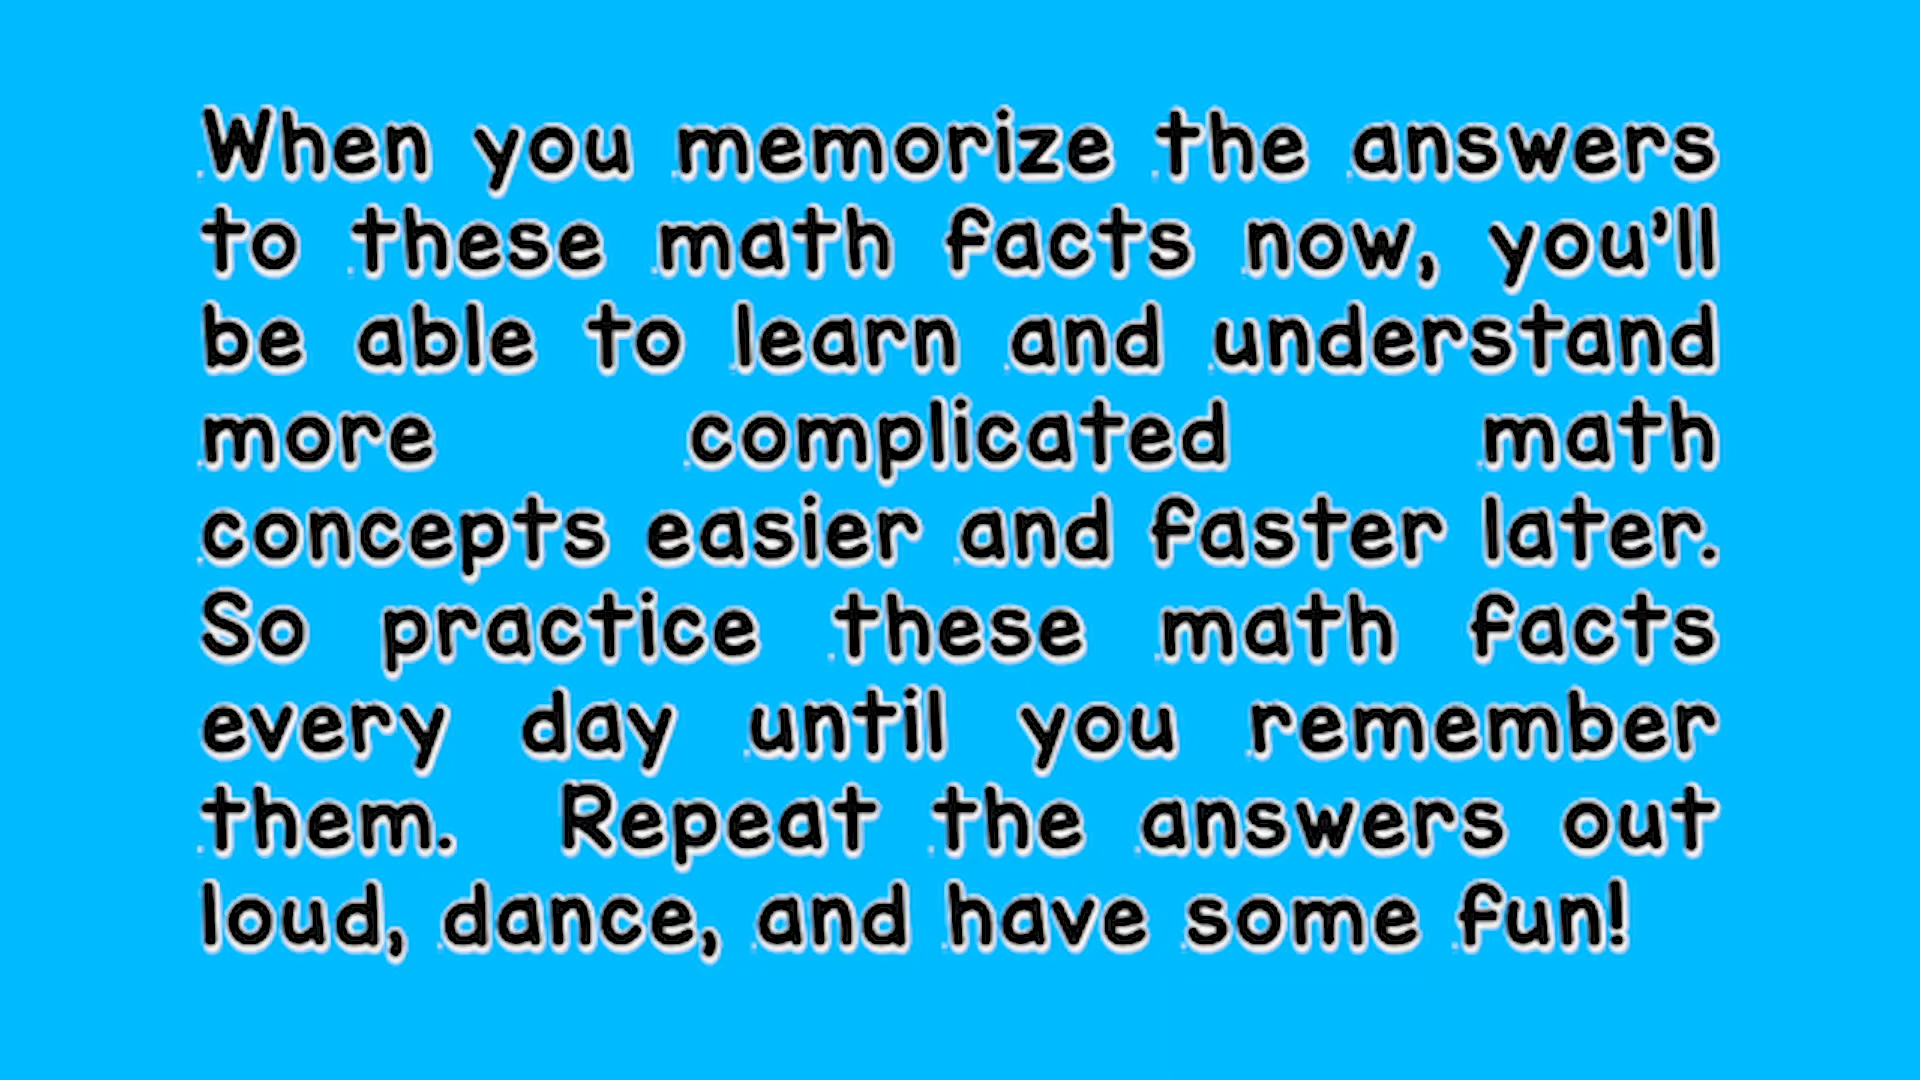 When you memorize the answers
to these math facts now, you'll
be able to learn and understand
more complicated math
concepts easier and faster later.
So practice these math facts
every day until you remember
them. Repeat the answers out
loud, dance, and have some fun!